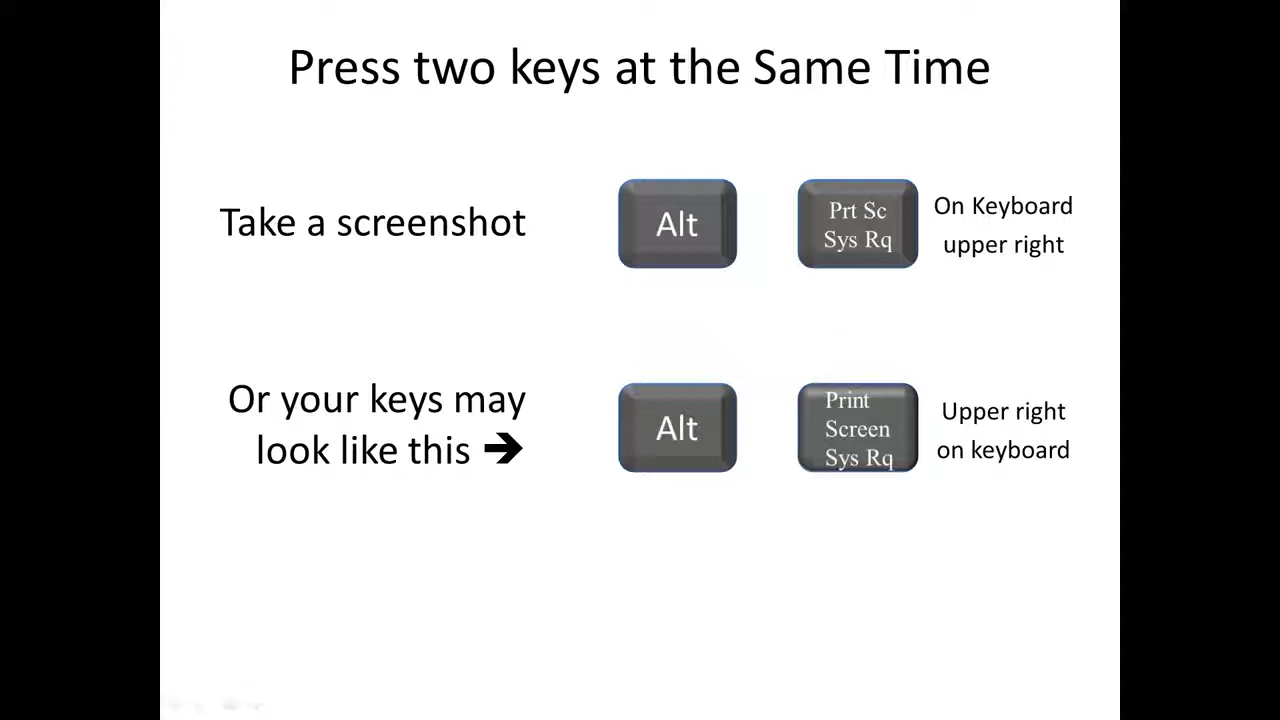 Press two keys at the Same Time
Take a screenshot
Alt
Prt Sc
Sys Rq
On Keyboard
upper right
Or your keys may
look like this ➔
Alt
Print
Screen
Sys Rq
Upper right
on keyboard